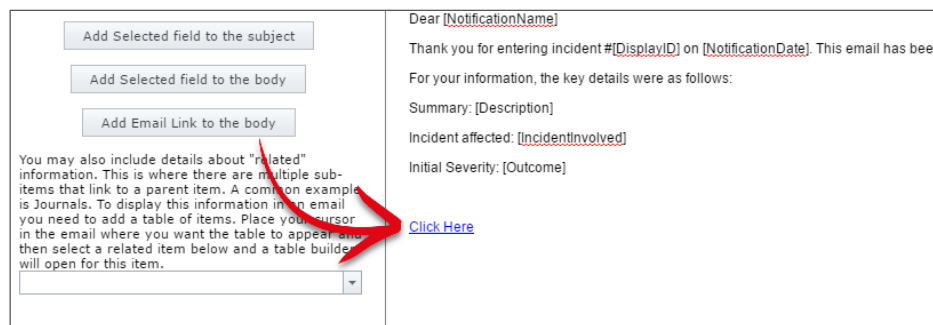 Add Selected field to the subject
Add Selected field to the body
Add Email Link to the body
You may also include details about "related"
information. This is where there are multiple sub-
items that link to a parent item. A common example
is Journals. To display this information in an email
you need to add a table of items. Place your cursor
in the email where you want the table to appear and
then select a related item below and a table builder
will open for this item.
Dear [NotificationName]
Thank you for entering incident #[DisplayID] on [NotificationDate]. This email has bee
For your information, the key details were as follows:
Summary: [Description]
Incident affected: [IncidentInvolved]
Initial Severity: [Outcome]
Click Here